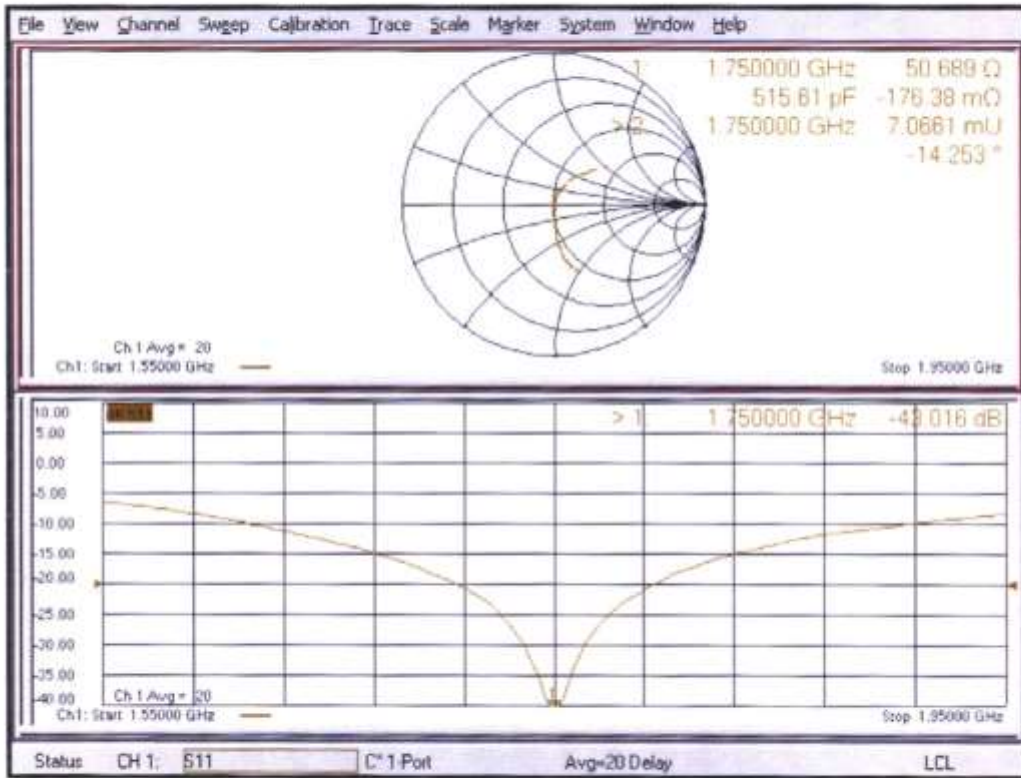 File View Channel Sweep Calibration Trace Scale Marker System Window Help
1: 1.750000 GHz 50.689 Ω
515.61 pF -176.38 mΩ
> 2: 1.750000 GHz 7.0661 mU
-14.253 °
Ch 1 Avg = 20
Ch1: Start 1.55000 GHz
Stop 1.95000 GHz
10.00
> 1: 1.750000 GHz -43.016 dB
5.00
0.00
-5.00
-10.00
-15.00
-20.00
-25.00
-30.00
-35.00
1
-40.00
Ch 1 Avg = 20
Ch1: Start 1.55000 GHz
Stop 1.95000 GHz
Status CH 1: S11 C* 1-Port Avg=20 Delay LCL